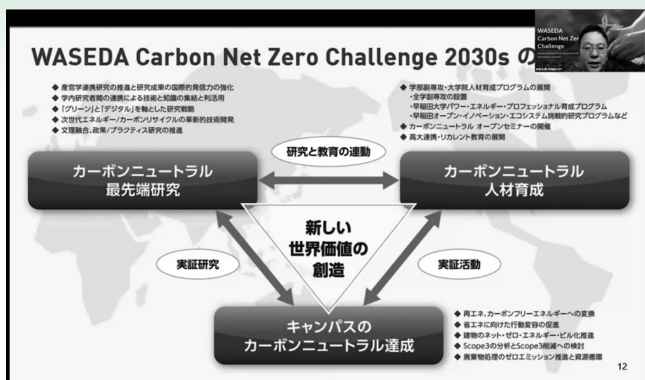 WASEDA Carbon Net Zero Challenge 2030s の
WASEDA
Carbon Net Zer
Challenge
◆ 産官学連携研究の推進と研究成果の国際的発信力の強化
◆ 学内研究者間の連携による技術と知識の集結と利活用
◆ 「グリーン」と「デジタル」を軸とした研究戦略
◆ 次世代エネルギー/カーボンリサイクルの革新的技術開発
◆ 文理融合、政策/プラクティス研究の推進
◆ 学部副専攻・大学院人材育成プログラムの展開
・全学副専攻の設置
・早稲田大学パワー・エネルギー・プロフェッショナル育成プログラム
・早稲田オープン・イノベーション・エコシステム挑戦的研究プログラムなど
◆ カーボンニュートラル オープンセミナーの開催
◆ 高大連携・リカレント教育の展開
カーボンニュートラル
最先端研究
研究と教育の連動
カーボンニュートラル
人材育成
新しい
世界価値の
創造
実証研究
実証活動
キャンパスの
カーボンニュートラル達成
◆ 再エネ、カーボンフリーエネルギーへの変換
◆ 省エネに向けた行動変容の促進
◆ 建物のネット・ゼロ・エネルギー・ビル化推進
◆ Scope3の分析とScope3削減への検討
◆ 廃棄物処理のゼロエミッション推進と資源循環
12